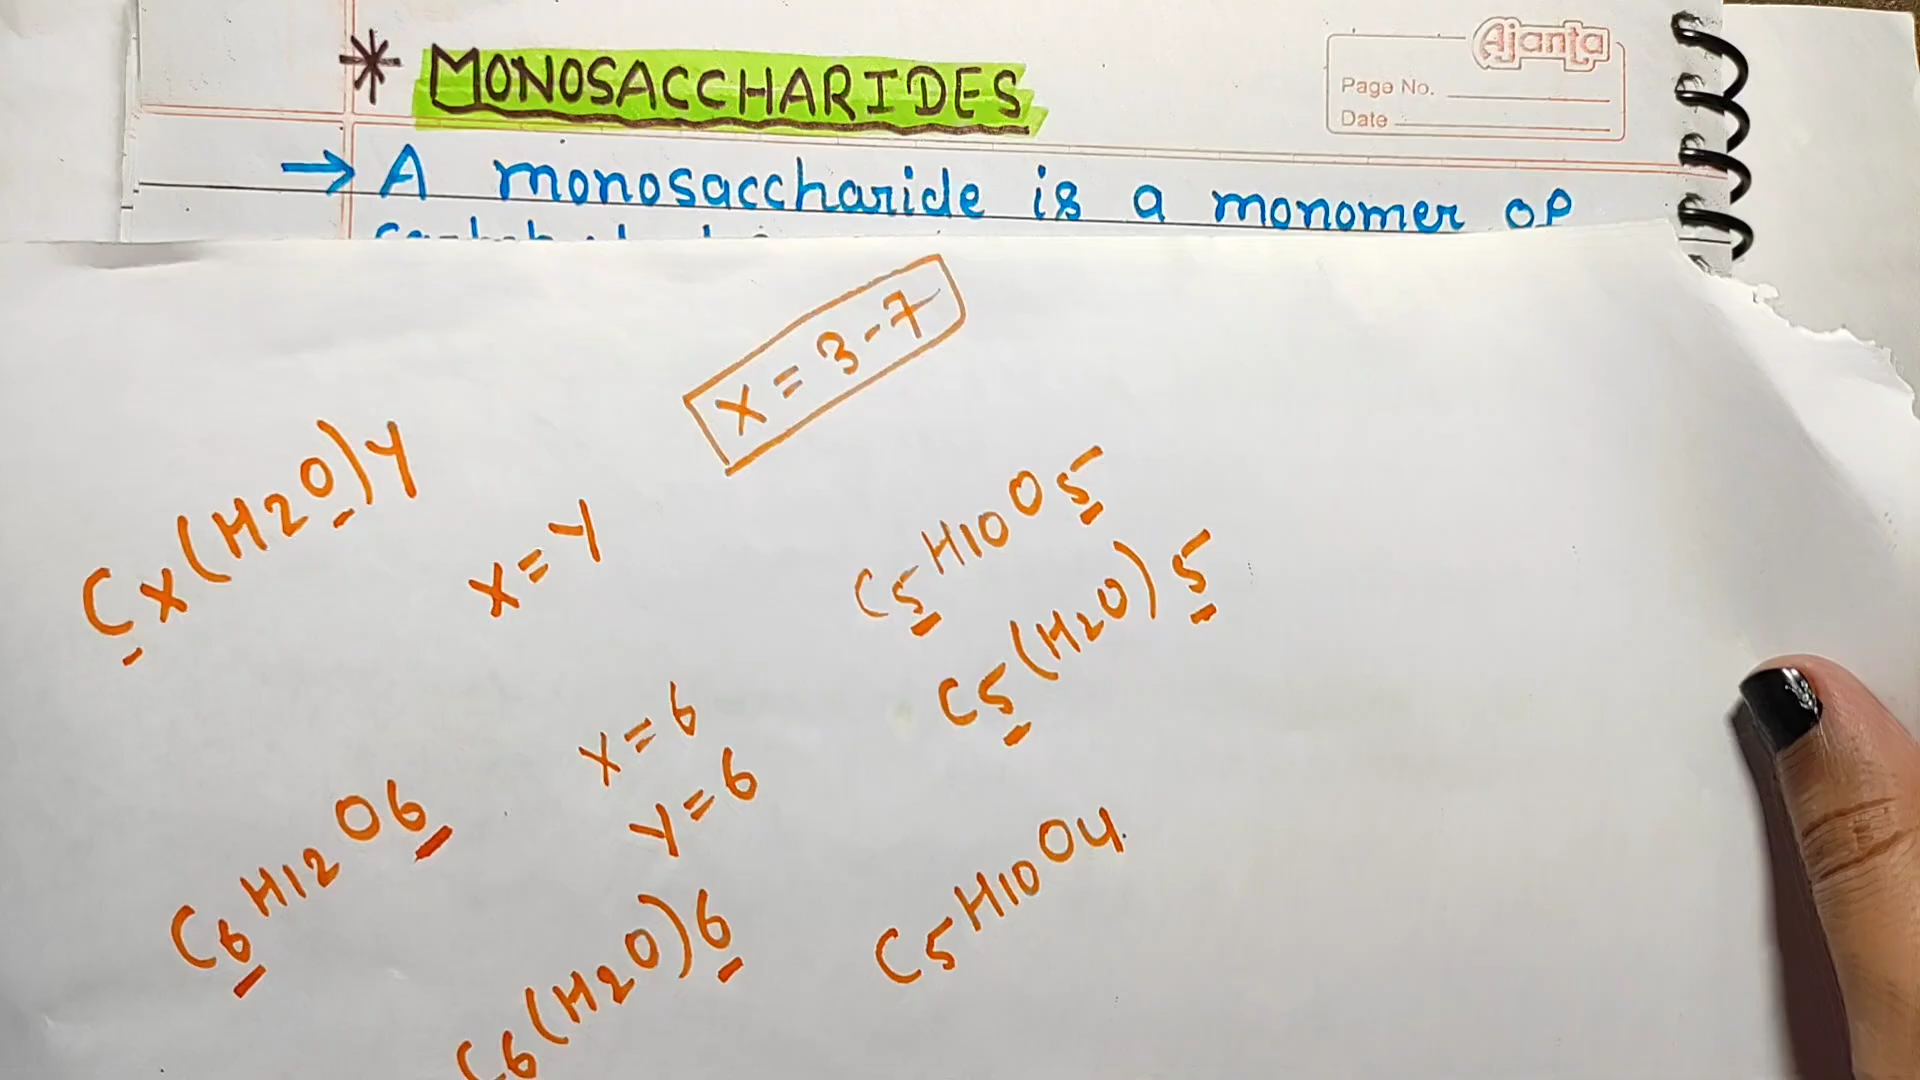 * MONOSACCHARIDES
Ajanta
Page No.
Date
→ A monosaccharide is a monomer of
X = 3-7
Cx(H2O)y
X=Y
C5H10O5
C5(H2O)5
X=6
Y=6
C6H12O6
C6(H2O)6
C5H10O4